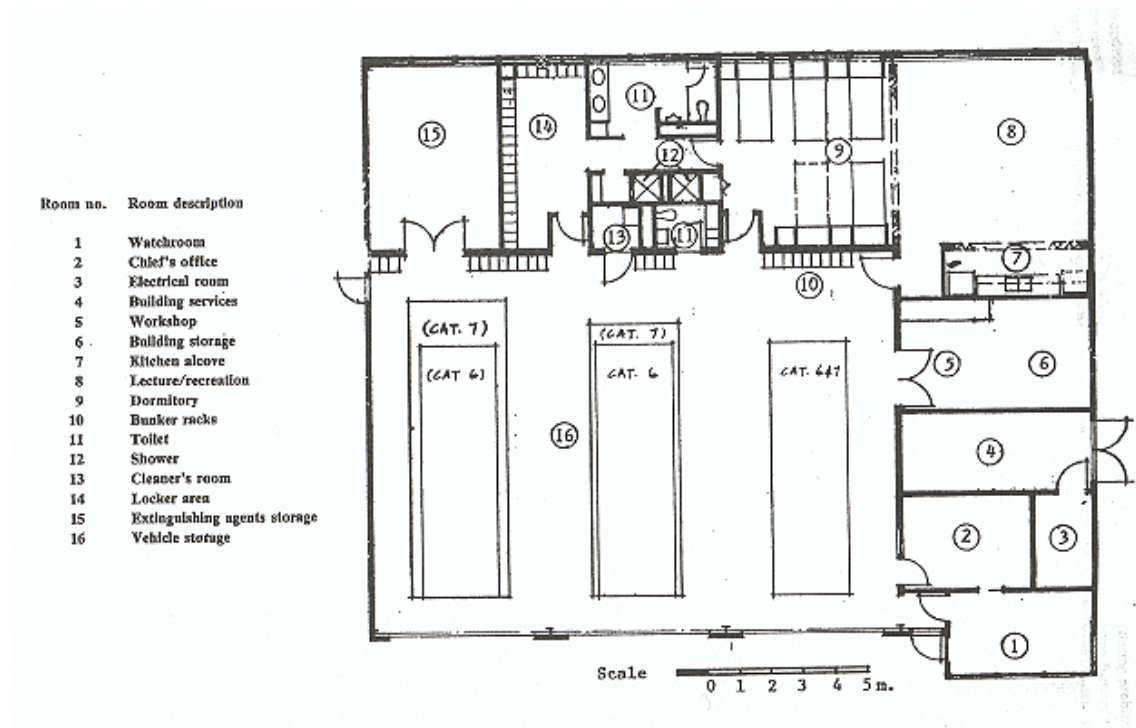 Room no. Room description
1 Watchroom
2 Chief's office
3 Electrical room
4 Building services
5 Workshop
6 Building storage
7 Kitchen alcove
8 Lecture/recreation
9 Dormitory
10 Bunker racks
11 Toilet
12 Shower
13 Cleaner's room
14 Locker area
15 Extinguishing agents storage
16 Vehicle storage
15
14
11
12
9
8
13
11
10
7
(CAT. 7)
(CAT 6)
(CAT. 7)
CAT. 6
CAT. 6&7
5
6
16
4
2
3
1
Scale
0 1 2 3 4 5 m.